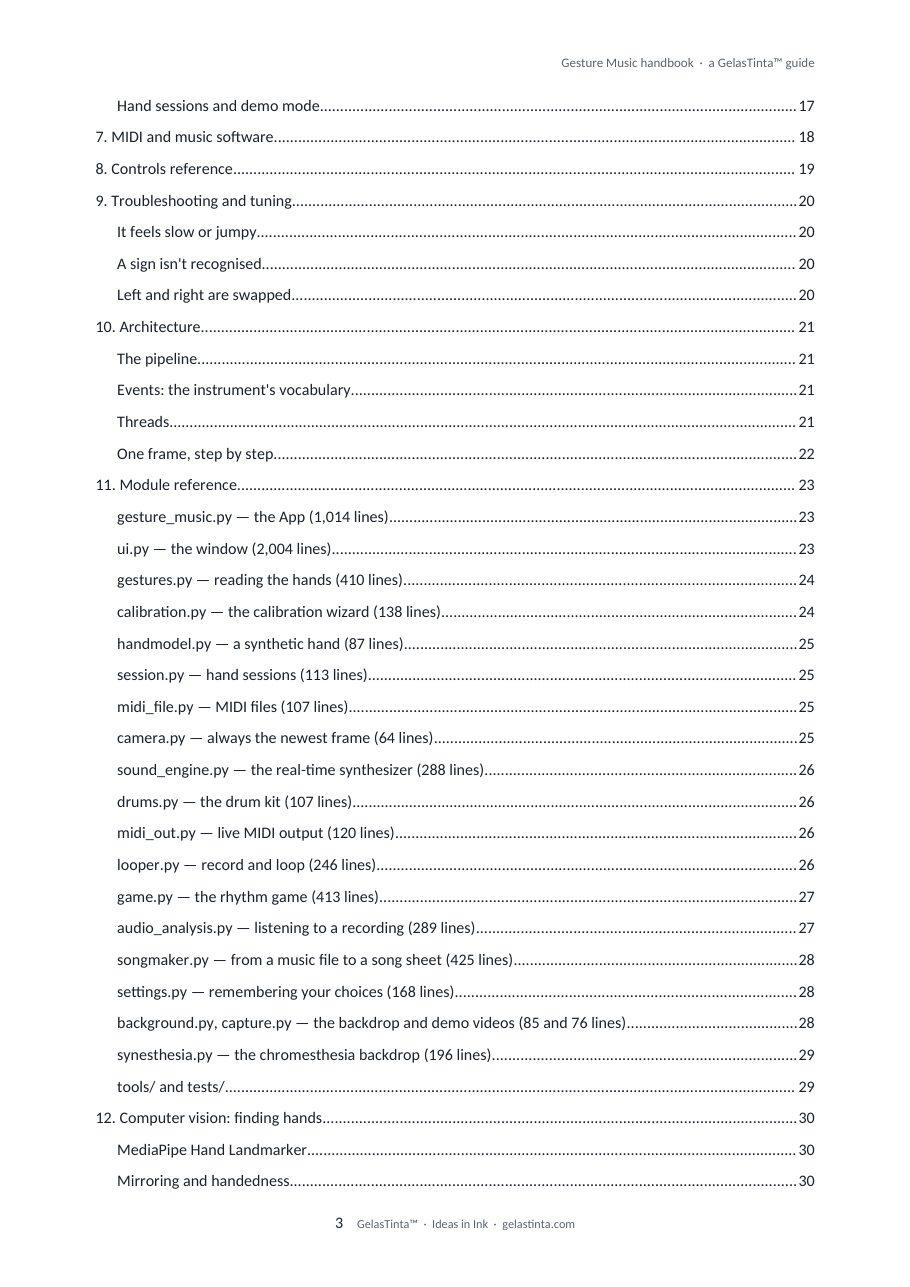 Gesture Music handbook · a GelasTinta™ guide
Hand sessions and demo mode........17
7. MIDI and music software........18
8. Controls reference........19
9. Troubleshooting and tuning........20
It feels slow or jumpy........20
A sign isn't recognised........20
Left and right are swapped........20
10. Architecture........21
The pipeline........21
Events: the instrument's vocabulary........21
Threads........21
One frame, step by step........22
11. Module reference........23
gesture_music.py — the App (1,014 lines)........23
ui.py — the window (2,004 lines)........23
gestures.py — reading the hands (410 lines)........24
calibration.py — the calibration wizard (138 lines)........24
handmodel.py — a synthetic hand (87 lines)........25
session.py — hand sessions (113 lines)........25
midi_file.py — MIDI files (107 lines)........25
camera.py — always the newest frame (64 lines)........25
sound_engine.py — the real-time synthesizer (288 lines)........26
drums.py — the drum kit (107 lines)........26
midi_out.py — live MIDI output (120 lines)........26
looper.py — record and loop (246 lines)........26
game.py — the rhythm game (413 lines)........27
audio_analysis.py — listening to a recording (289 lines)........27
songmaker.py — from a music file to a song sheet (425 lines)........28
settings.py — remembering your choices (168 lines)........28
background.py, capture.py — the backdrop and demo videos (85 and 76 lines)........28
synesthesia.py — the chromesthesia backdrop (196 lines)........29
tools/ and tests/........29
12. Computer vision: finding hands........30
MediaPipe Hand Landmarker........30
Mirroring and handedness........30
3 GelasTinta™ · Ideas in Ink · gelastinta.com